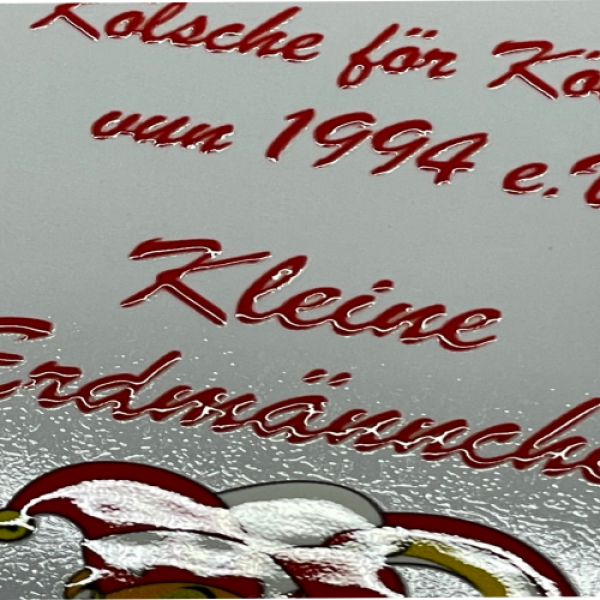 Kölsche för Kö
vun 1994 e.V
Kleine
Erdmännche